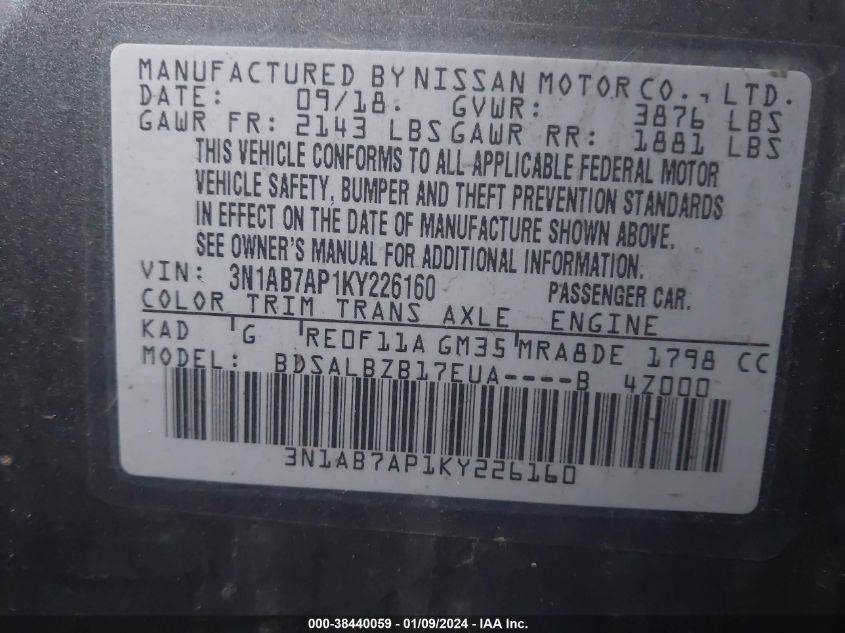 MANUFACTURED BY NISSAN MOTOR CO., LTD.
DATE: 09/18 GVWR: 3876 LBS
GAWR FR: 2143 LBS GAWR RR: 1881 LBS
THIS VEHICLE CONFORMS TO ALL APPLICABLE FEDERAL MOTOR
VEHICLE SAFETY, BUMPER AND THEFT PREVENTION STANDARDS
IN EFFECT ON THE DATE OF MANUFACTURE SHOWN ABOVE.
SEE OWNER'S MANUAL FOR ADDITIONAL INFORMATION.
VIN: 3N1AB7AP1KY226160 PASSENGER CAR.
COLOR TRIM TRANS AXLE ENGINE
KAD G RE0F11A GM35 MRA8DE 1798 CC
MODEL: BDSALBZB17EUA----B 4Z000
3N1AB7AP1KY226160
000-38440059 - 01/09/2024 - IAA Inc.